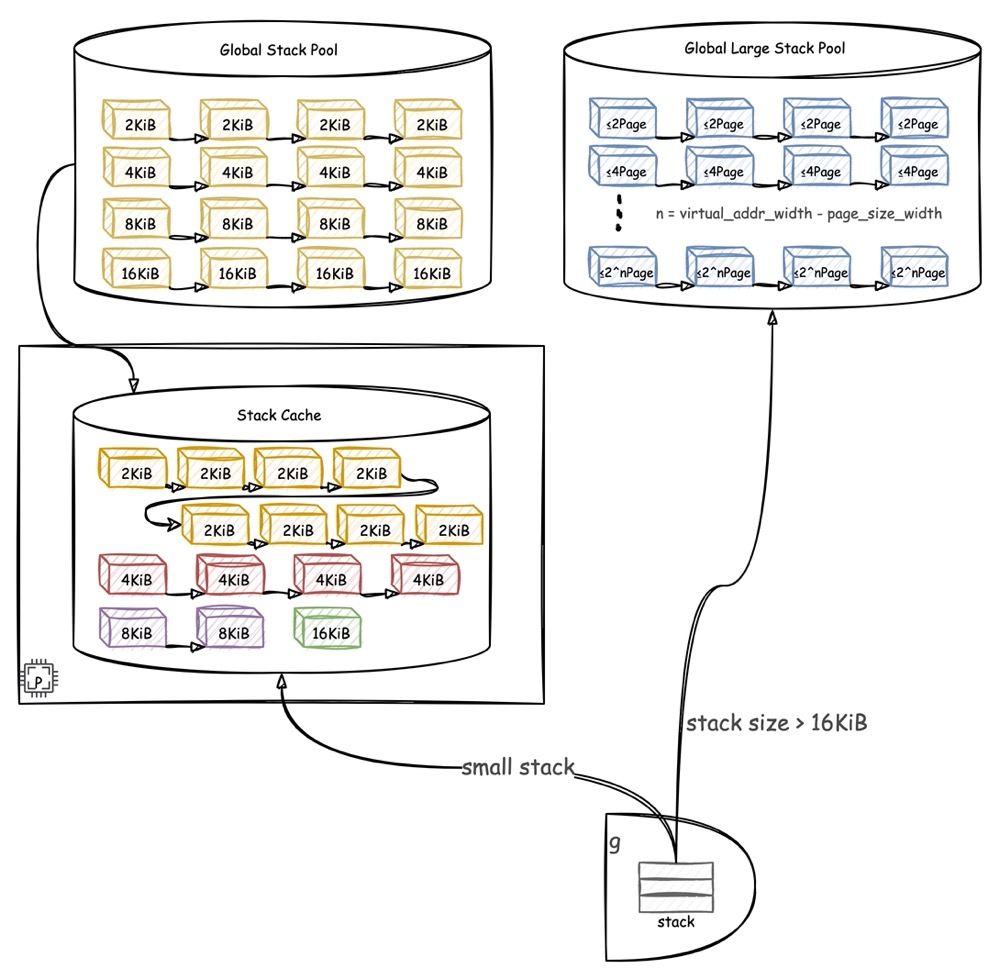 Global Stack Pool
2KiB 2KiB 2KiB 2KiB
4KiB 4KiB 4KiB 4KiB
8KiB 8KiB 8KiB 8KiB
16KiB 16KiB 16KiB 16KiB
Global Large Stack Pool
≤2Page ≤2Page ≤2Page ≤2Page
≤4Page ≤4Page ≤4Page ≤4Page
n = virtual_addr_width - page_size_width
≤2^nPage ≤2^nPage ≤2^nPage ≤2^nPage
Stack Cache
2KiB 2KiB 2KiB 2KiB
2KiB 2KiB 2KiB 2KiB
4KiB 4KiB 4KiB 4KiB
8KiB 8KiB 16KiB
P
stack size > 16KiB
small stack
g
stack